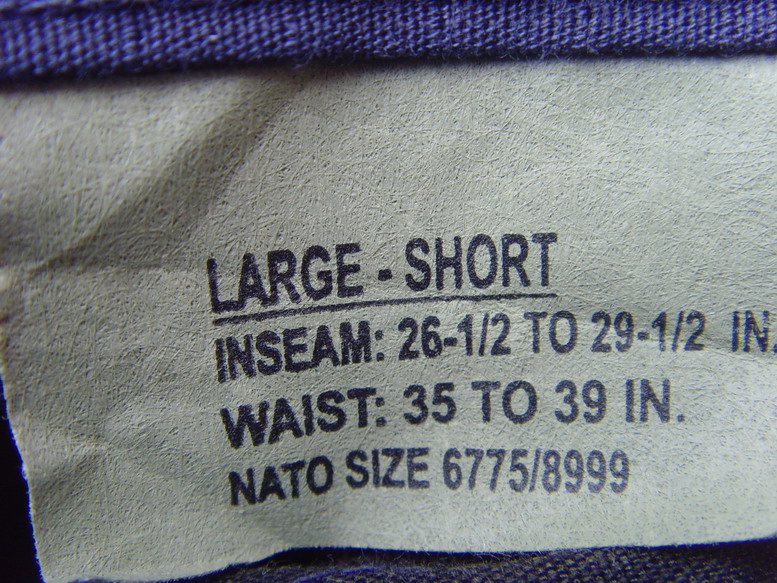 LARGE - SHORT
INSEAM: 26-1/2 TO 29-1/2 IN.
WAIST: 35 TO 39 IN.
NATO SIZE 6775/8999